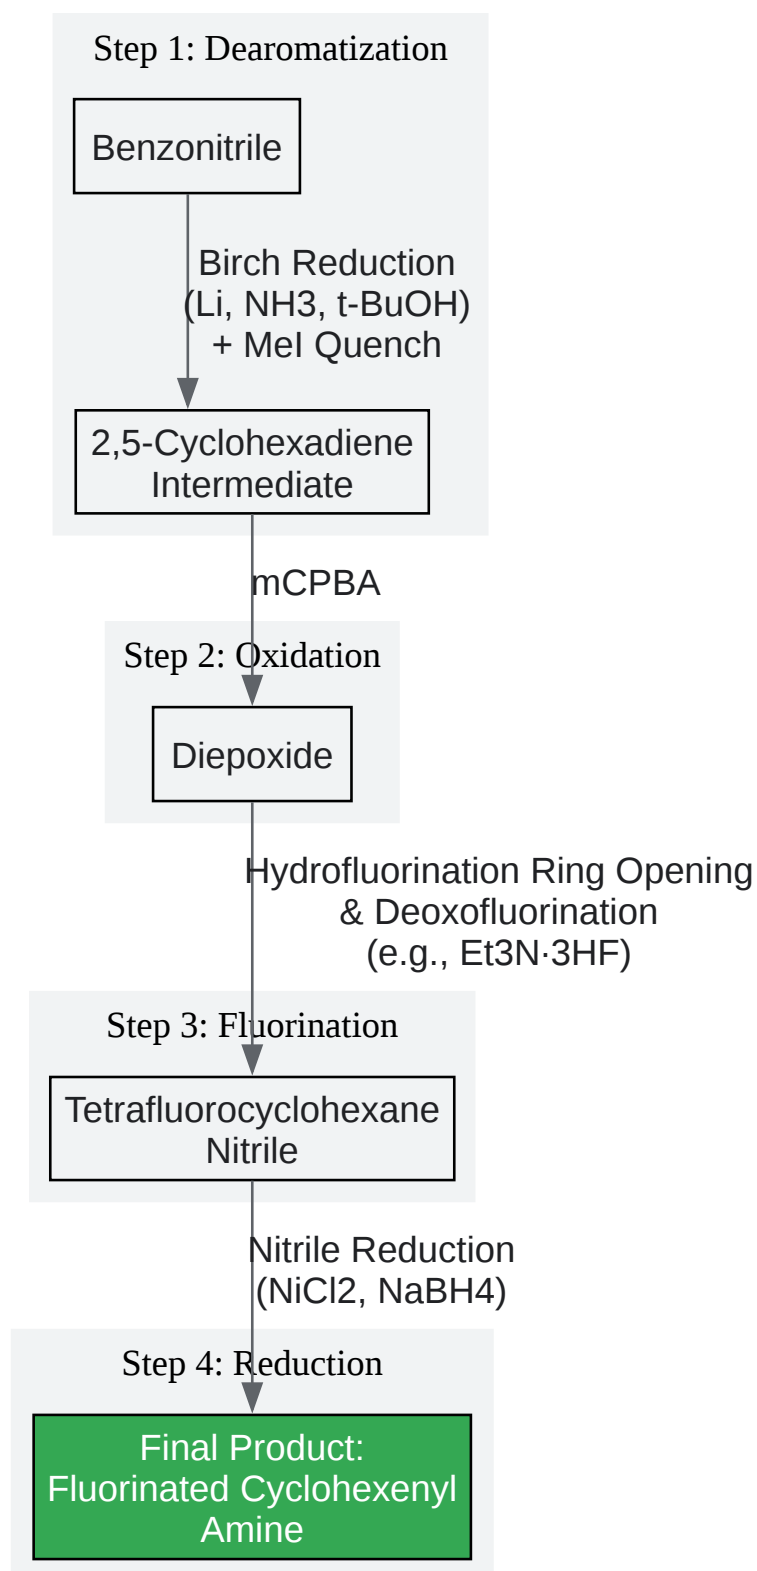 Step 1: Dearomatization
Benzonitrile
Birch Reduction
(Li, NH3, t-BuOH)
+ MeI Quench
2,5-Cyclohexadiene
Intermediate
mCPBA
Step 2: Oxidation
Diepoxide
Hydrofluorination Ring Opening
& Deoxofluorination
(e.g., Et3N·3HF)
Step 3: Fluorination
Tetrafluorocyclohexane
Nitrile
Nitrile Reduction
(NiCl2, NaBH4)
Step 4: Reduction
Final Product:
Fluorinated Cyclohexenyl
Amine